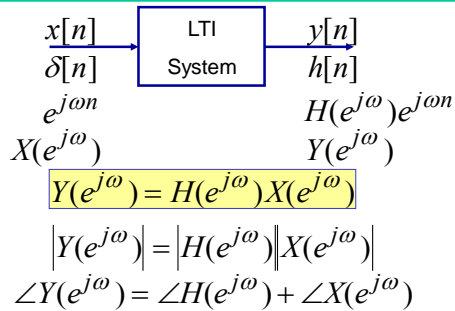 x[n] LTI y[n]
δ[n] System h[n]
e^{jωn} H(e^{jω})e^{jωn}
X(e^{jω}) Y(e^{jω})
Y(e^{jω}) = H(e^{jω})X(e^{jω})
|Y(e^{jω})| = |H(e^{jω})||X(e^{jω})|
∠Y(e^{jω}) = ∠H(e^{jω}) + ∠X(e^{jω})